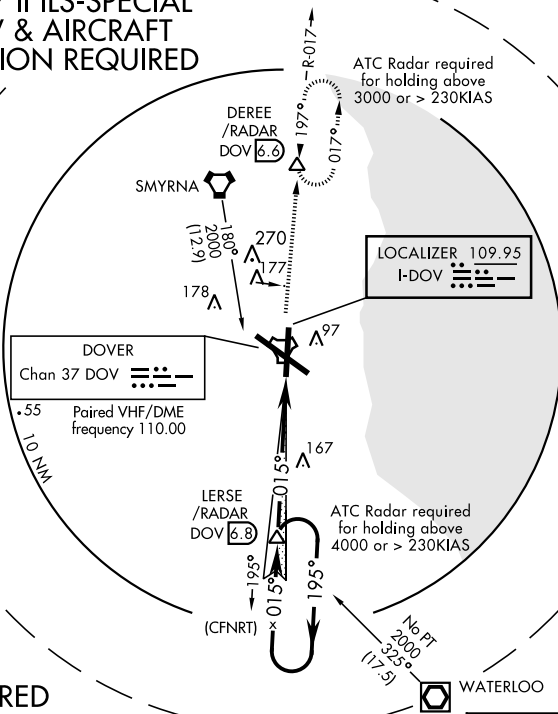 II ILS-SPECIAL
& AIRCRAFT
ION REQUIRED
R-017
ATC Radar required
for holding above
3000 or > 230KIAS
197°
017°
DEREE
/RADAR
DOV 6.6
SMYRNA
180°
2000
(12.9)
270
177
178
LOCALIZER 109.95
I-DOV
97
DOVER
Chan 37 DOV
Paired VHF/DME
frequency 110.00
.55
10 NM
167
015°
LERSE
/RADAR
DOV 6.8
ATC Radar required
for holding above
4000 or > 230KIAS
195°
015°
195°
(CFNRT)
x
No PT
2000
325°
(17.5)
WATERLOO
RED